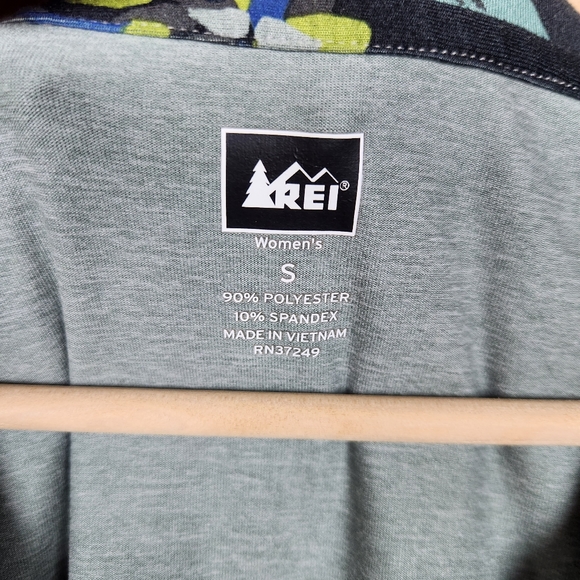 REI®
Women's
S
90% POLYESTER
10% SPANDEX
MADE IN VIETNAM
RN37249